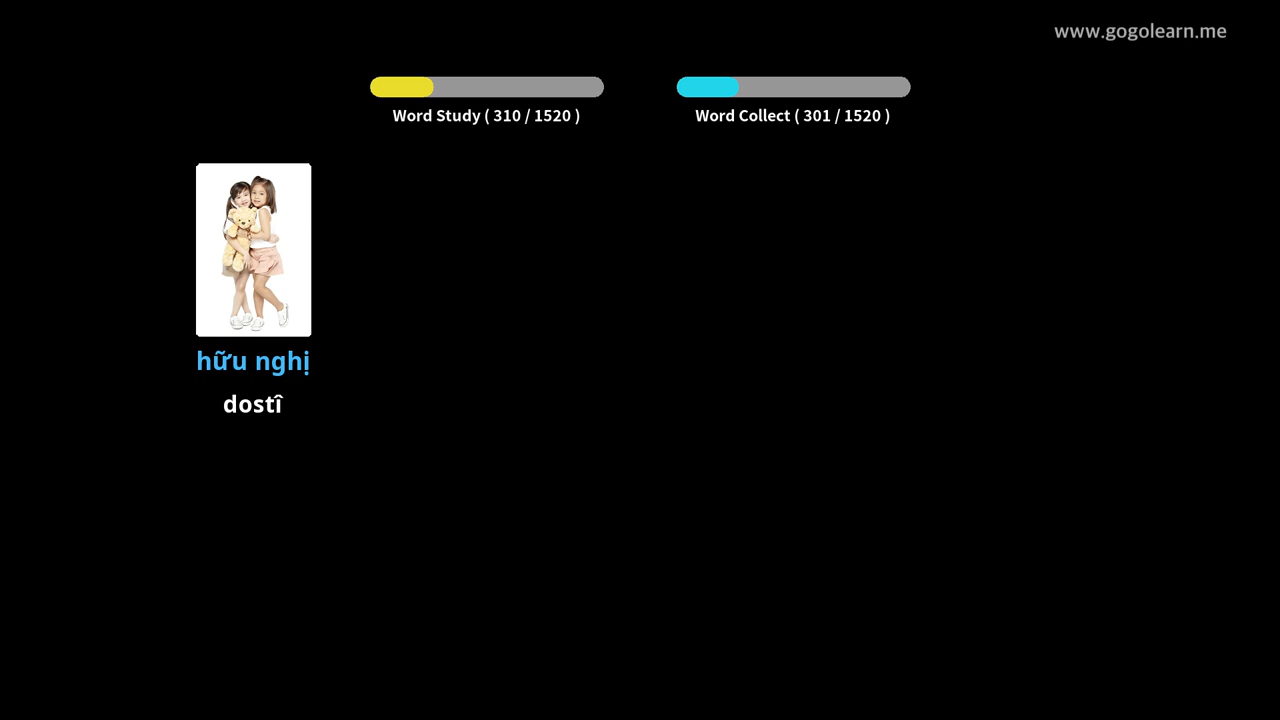 www.gogolearn.me
Word Study ( 310 / 1520 )
Word Collect ( 301 / 1520 )
hữu nghị
dostî